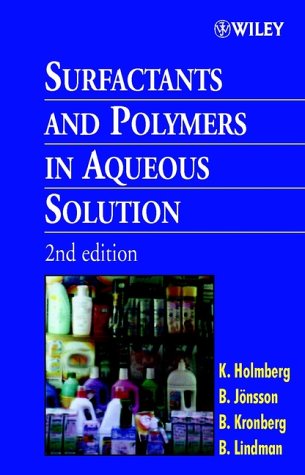 WILEY
SURFACTANTS
AND POLYMERS
IN AQUEOUS
SOLUTION
2nd edition
K. Holmberg
B. Jönsson
B. Kronberg
B. Lindman